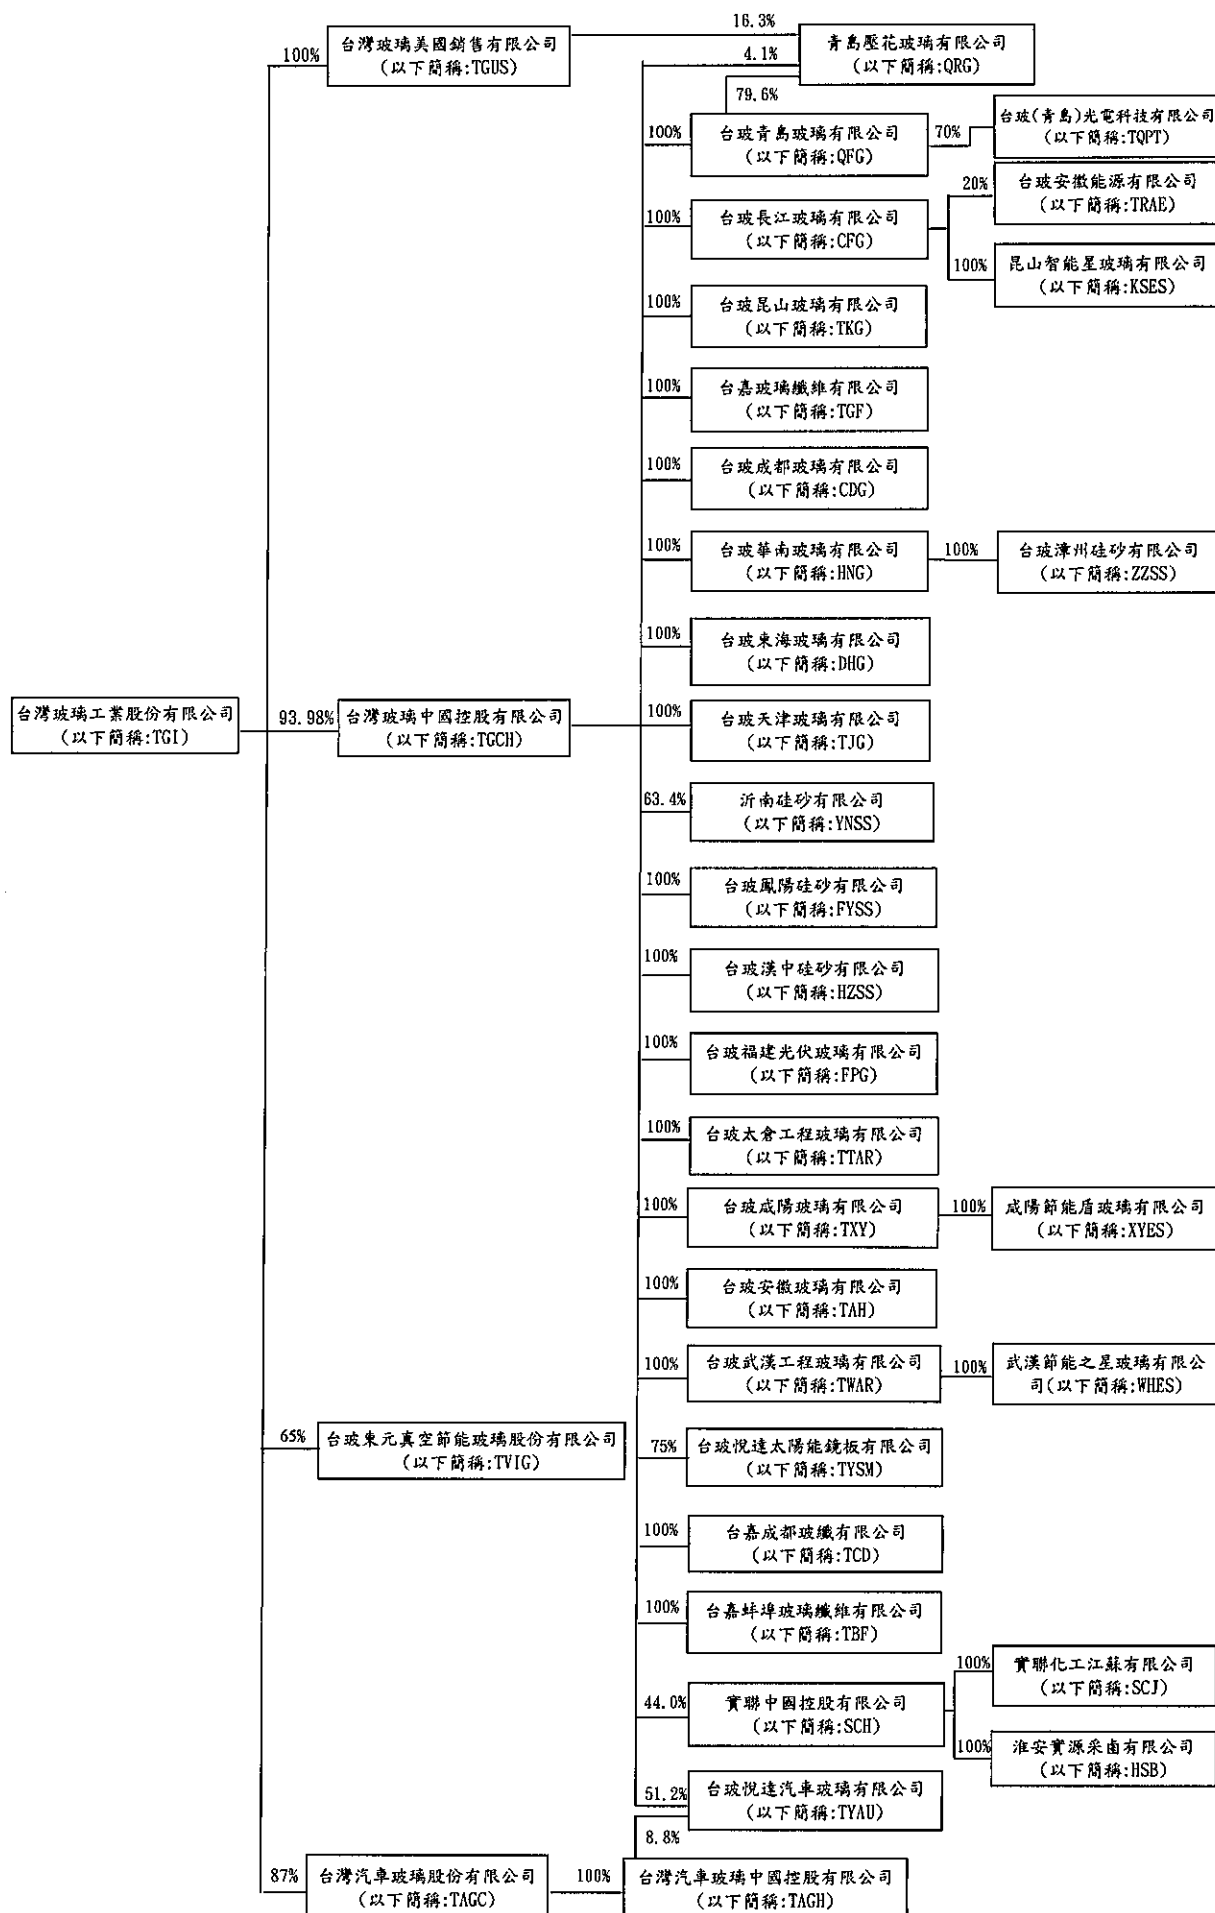 16.3%
台灣玻璃美國銷售有限公司
(以下簡稱:TGUS)
100%
青島壓花玻璃有限公司
(以下簡稱:QRG)
4.1%
79.6%
100%
台玻青島玻璃有限公司
(以下簡稱:QFG)
70%
台玻(青島)光電科技有限公司
(以下簡稱:TQPT)
100%
台玻長江玻璃有限公司
(以下簡稱:CFG)
20%
台玻安徽能源有限公司
(以下簡稱:TRAE)
100%
昆山智能星玻璃有限公司
(以下簡稱:KSES)
100%
台玻昆山玻璃有限公司
(以下簡稱:TKG)
100%
台嘉玻璃纖維有限公司
(以下簡稱:TGF)
100%
台玻成都玻璃有限公司
(以下簡稱:CDG)
100%
台玻華南玻璃有限公司
(以下簡稱:HNG)
100%
台玻漳州硅砂有限公司
(以下簡稱:ZZSS)
100%
台玻東海玻璃有限公司
(以下簡稱:DHG)
台灣玻璃工業股份有限公司
(以下簡稱:TGI)
93.98%
台灣玻璃中國控股有限公司
(以下簡稱:TGCH)
100%
台玻天津玻璃有限公司
(以下簡稱:TJG)
63.4%
沂南硅砂有限公司
(以下簡稱:YNSS)
100%
台玻鳳陽硅砂有限公司
(以下簡稱:FYSS)
100%
台玻漢中硅砂有限公司
(以下簡稱:HZSS)
100%
台玻福建光伏玻璃有限公司
(以下簡稱:FPG)
100%
台玻太倉工程玻璃有限公司
(以下簡稱:TTAR)
100%
台玻咸陽玻璃有限公司
(以下簡稱:TXY)
100%
咸陽節能盾玻璃有限公司
(以下簡稱:XYES)
100%
台玻安徽玻璃有限公司
(以下簡稱:TAH)
100%
台玻武漢工程玻璃有限公司
(以下簡稱:TWAR)
100%
武漢節能之星玻璃有限公
司(以下簡稱:WHES)
65%
台玻東元真空節能玻璃股份有限公司
(以下簡稱:TVIG)
75%
台玻悅達太陽能鏡板有限公司
(以下簡稱:TYSM)
100%
台嘉成都玻纖有限公司
(以下簡稱:TCD)
100%
台嘉蚌埠玻璃纖維有限公司
(以下簡稱:TBF)
44.0%
實聯中國控股有限公司
(以下簡稱:SCH)
100%
實聯化工江蘇有限公司
(以下簡稱:SCJ)
100%
淮安實源采鹵有限公司
(以下簡稱:HSB)
51.2%
台玻悅達汽車玻璃有限公司
(以下簡稱:TYAU)
8.8%
87%
台灣汽車玻璃股份有限公司
(以下簡稱:TAGC)
100%
台灣汽車玻璃中國控股有限公司
(以下簡稱:TAGH)